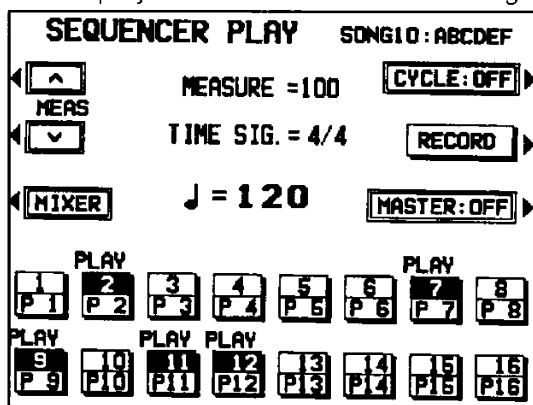 SEQUENCER PLAY SONG10:ABCDEF
MEASURE =100 CYCLE:OFF
MEAS
TIME SIG. = 4/4 RECORD
MIXER ♩=120 MASTER:OFF
PLAY PLAY
1 2 3 4 5 6 7 8
P 1 P 2 P 3 P 4 P 5 P 6 P 7 P 8
PLAY PLAY PLAY
9 10 11 12 13 14 15 16
P 9 P10 P11 P12 P13 P14 P15 P16